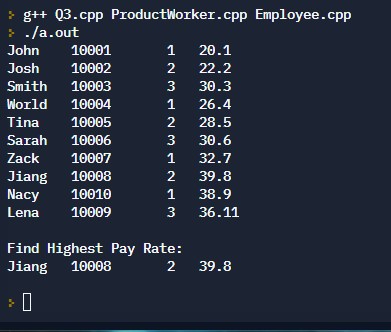 > g++ Q3.cpp ProductWorker.cpp Employee.cpp
> ./a.out
John 10001 1 20.1
Josh 10002 2 22.2
Smith 10003 3 30.3
World 10004 1 26.4
Tina 10005 2 28.5
Sarah 10006 3 30.6
Zack 10007 1 32.7
Jiang 10008 2 39.8
Nacy 10010 1 38.9
Lena 10009 3 36.11
Find Highest Pay Rate:
Jiang 10008 2 39.8
>